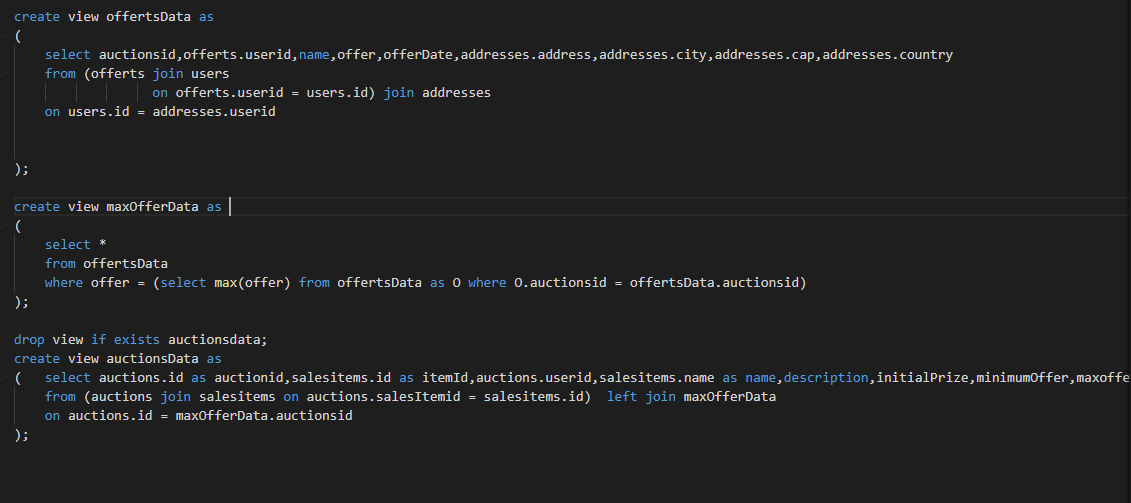 create view offertsData as
(
select auctionsid,offerts.userid,name,offer,offerDate,addresses.address,addresses.city,addresses.cap,addresses.country
from (offerts join users
on offerts.userid = users.id) join addresses
on users.id = addresses.userid
);
create view maxOfferData as
(
select *
from offertsData
where offer = (select max(offer) from offertsData as O where O.auctionsid = offertsData.auctionsid)
);
drop view if exists auctionsdata;
create view auctionsData as
( select auctions.id as auctionid,salesitems.id as itemId,auctions.userid,salesitems.name as name,description,initialPrize,minimumOffer,maxoffe
from (auctions join salesitems on auctions.salesItemid = salesitems.id) left join maxOfferData
on auctions.id = maxOfferData.auctionsid
);